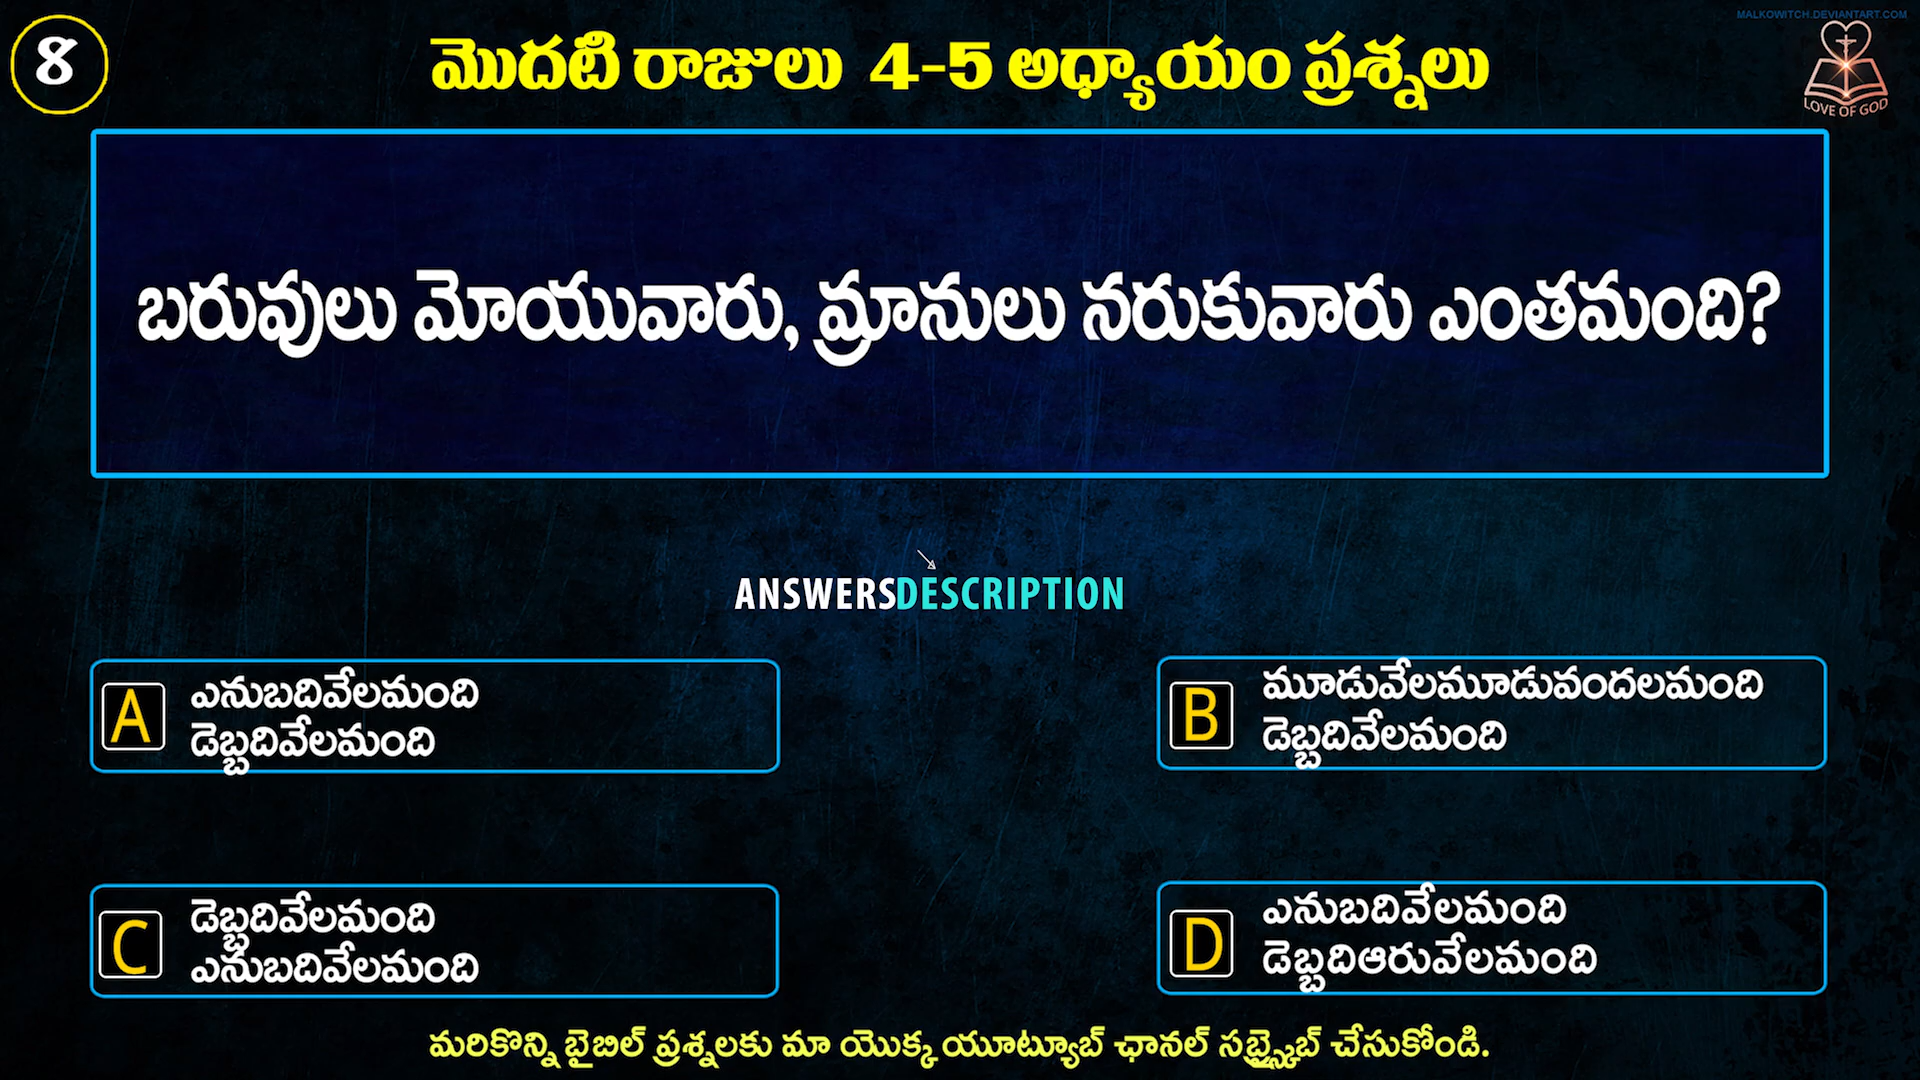 MALKOWITCH.DEVIANTART.COM
8
మొదటి రాజులు 4-5 అధ్యాయం ప్రశ్నలు
LOVE OF GOD
బరువులు మోయువారు, మ్రానులు నరుకువారు ఎంతమంది?
ANSWERSDESCRIPTION
A
ఎనుబదివేలమంది
డెబ్బదివేలమంది
B
మూడువేలమూడువందలమంది
డెబ్బదివేలమంది
C
డెబ్బదివేలమంది
ఎనుబదివేలమంది
D
ఎనుబదివేలమంది
డెబ్బదిఆరువేలమంది
మరికొన్ని బైబిల్ ప్రశ్నలకు మా యొక్క యూట్యూబ్ ఛానల్ సబ్స్క్రైబ్ చేసుకోండి.